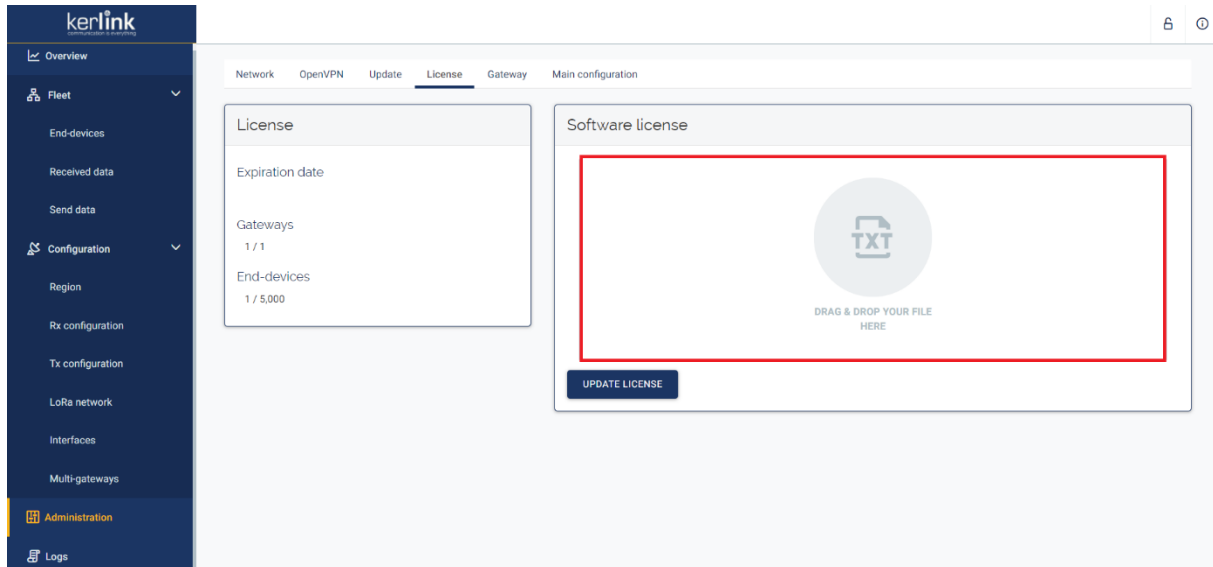 kerlink
communication is everything
Overview
Fleet
End-devices
Received data
Send data
Configuration
Region
Rx configuration
Tx configuration
LoRa network
Interfaces
Multi-gateways
Administration
Logs
Network OpenVPN Update License Gateway Main configuration
License
Expiration date
Gateways
1 / 1
End-devices
1 / 5,000
Software license
TXT
DRAG & DROP YOUR FILE
HERE
UPDATE LICENSE